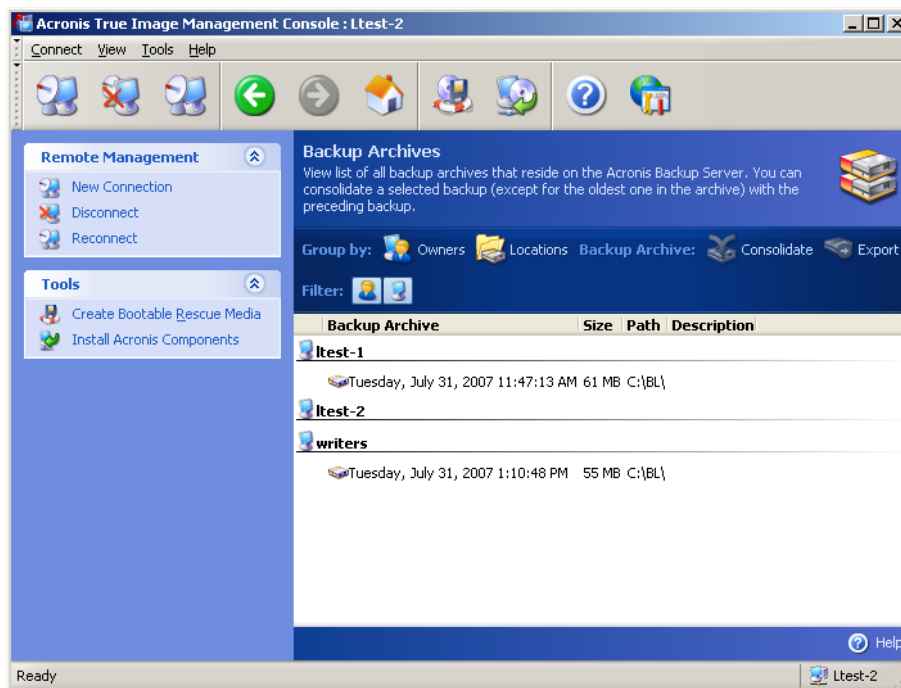 Acronis True Image Management Console : Ltest-2
Connect View Tools Help
Remote Management
New Connection
Disconnect
Reconnect
Tools
Create Bootable Rescue Media
Install Acronis Components
Backup Archives
View list of all backup archives that reside on the Acronis Backup Server. You can
consolidate a selected backup (except for the oldest one in the archive) with the
preceding backup.
Group by: Owners Locations Backup Archive: Consolidate Export
Filter:
Backup Archive Size Path Description
ltest-1
Tuesday, July 31, 2007 11:47:13 AM 61 MB C:\BL\
ltest-2
writers
Tuesday, July 31, 2007 1:10:48 PM 55 MB C:\BL\
Help
Ready Ltest-2